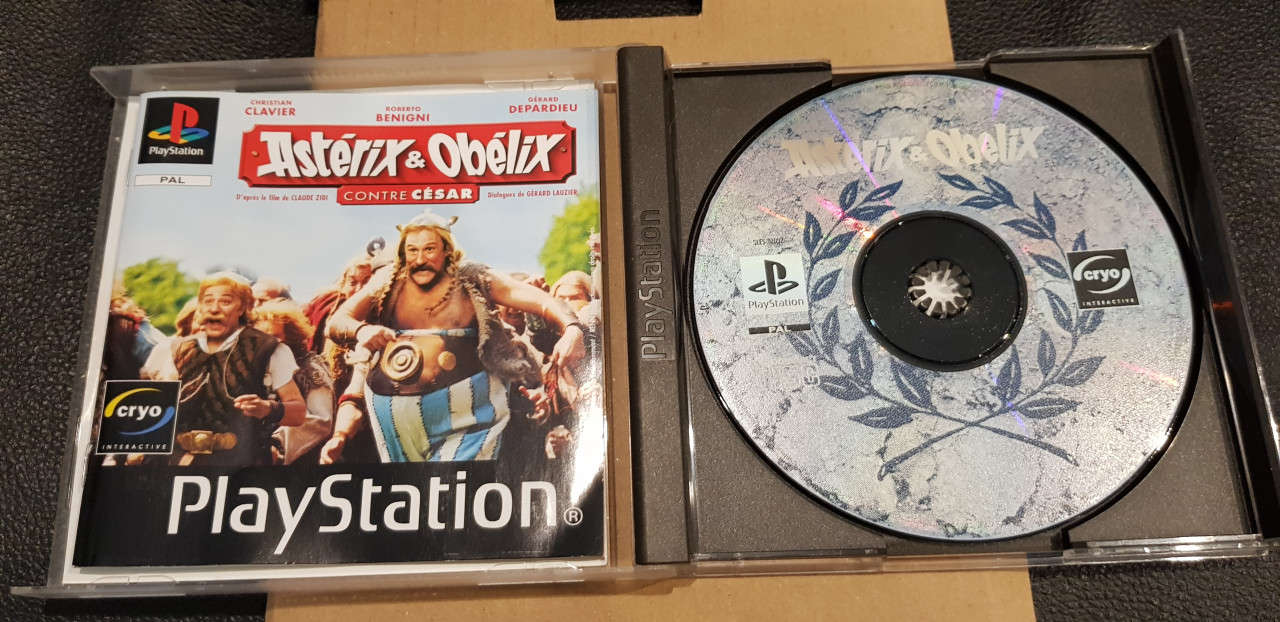 PlayStation
PAL
CHRISTIAN
CLAVIER
ROBERTO
BENIGNI
GÉRARD
DEPARDIEU
Astérix & Obélix
CONTRE CÉSAR
D'après le film de CLAUDE ZIDI
Dialogues de GÉRARD LAUZIER
cryo
INTERACTIVE
PlayStation®
PlayStation
Astérix & Obélix
PlayStation
PAL
cryo
INTERACTIVE